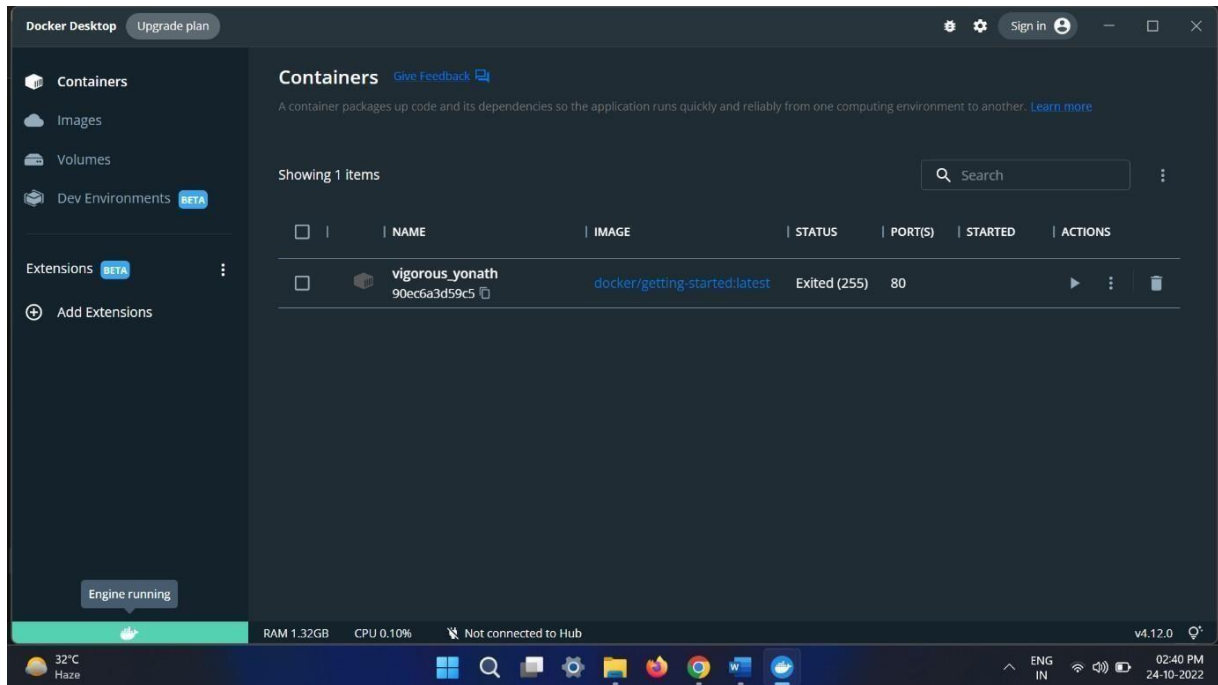 Docker Desktop Upgrade plan Sign in
Containers
Images
Volumes
Dev Environments BETA
Extensions BETA
Add Extensions
Containers Give Feedback
A container packages up code and its dependencies so the application runs quickly and reliably from one computing environment to another. Learn more
Showing 1 items Search
NAME IMAGE STATUS PORT(S) STARTED ACTIONS
vigorous_yonath docker/getting-started:latest Exited (255) 80
90ec6a3d59c5
Engine running
RAM 1.32GB CPU 0.10% Not connected to Hub v4.12.0
32°C ENG 02:40 PM
Haze IN 24-10-2022